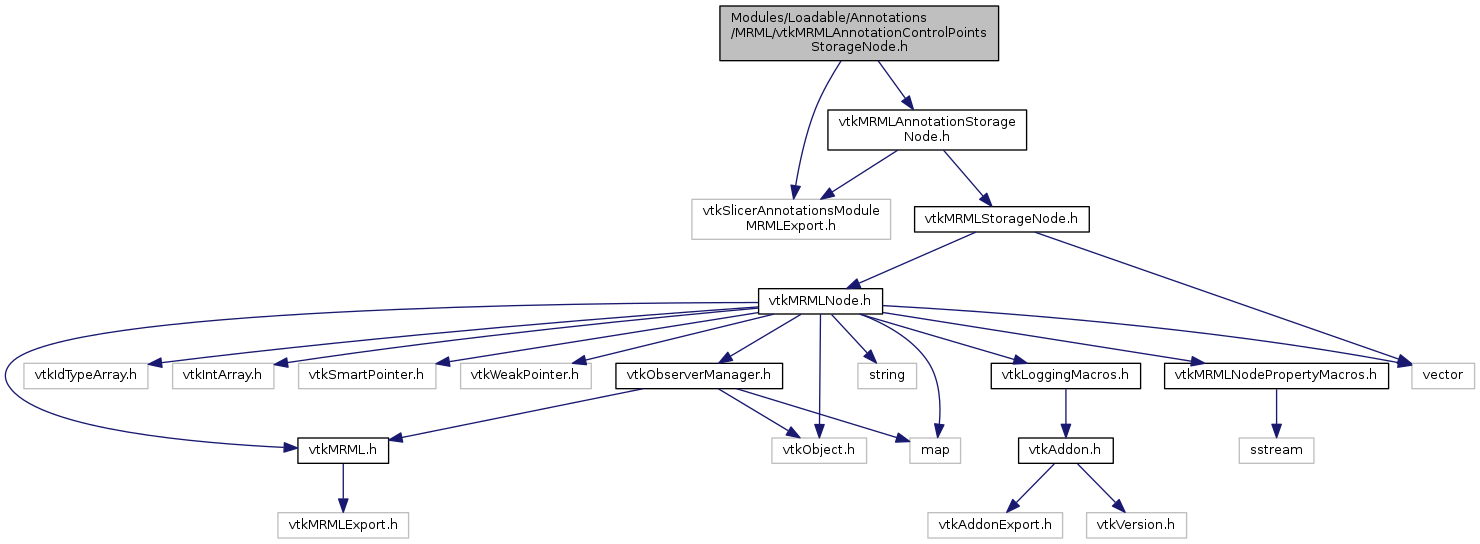 Modules/Loadable/Annotations
/MRML/vtkMRMLAnnotationControlPoints
StorageNode.h
vtkMRMLAnnotationStorage
Node.h
vtkSlicerAnnotationsModule
MRMLExport.h
vtkMRMLStorageNode.h
vtkMRMLNode.h
vtkIdTypeArray.h
vtkIntArray.h
vtkSmartPointer.h
vtkWeakPointer.h
vtkObserverManager.h
string
vtkLoggingMacros.h
vtkMRMLNodePropertyMacros.h
vector
vtkMRML.h
vtkObject.h
map
vtkAddon.h
sstream
vtkMRMLExport.h
vtkAddonExport.h
vtkVersion.h